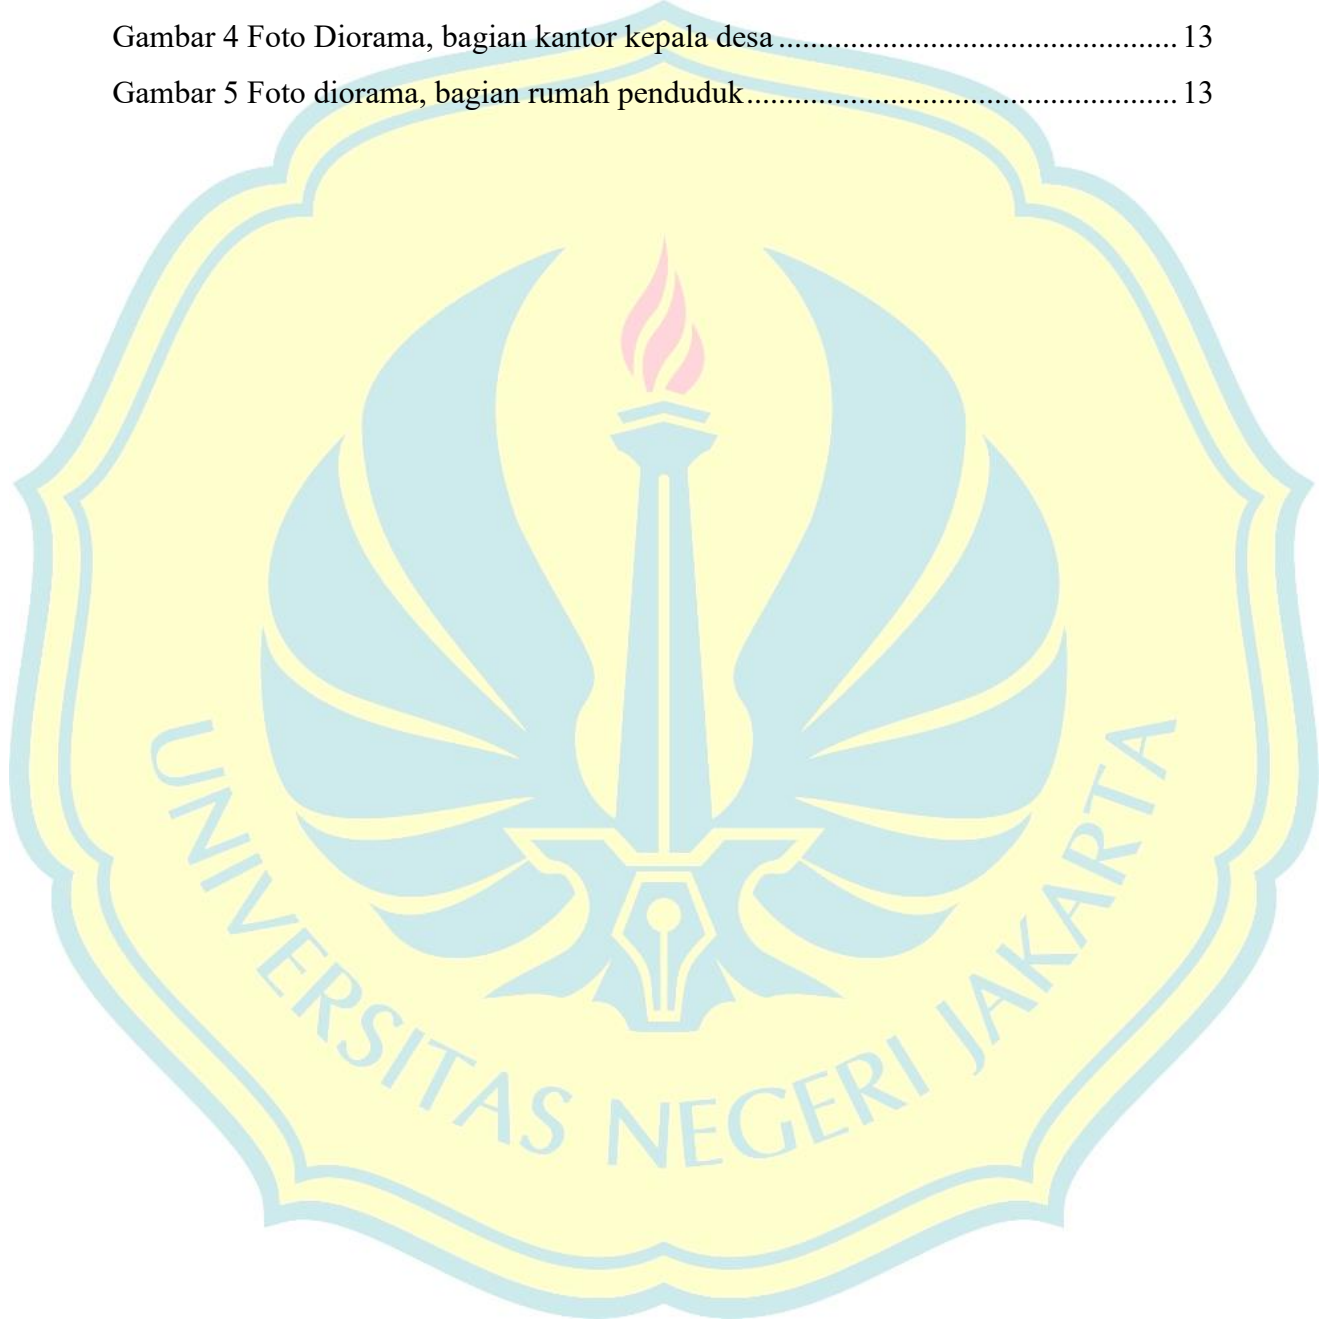 Gambar 4 Foto Diorama, bagian kantor kepala desa ................................................ 13
Gambar 5 Foto diorama, bagian rumah penduduk.................................................... 13
UNIVERSITAS NEGERI JAKARTA